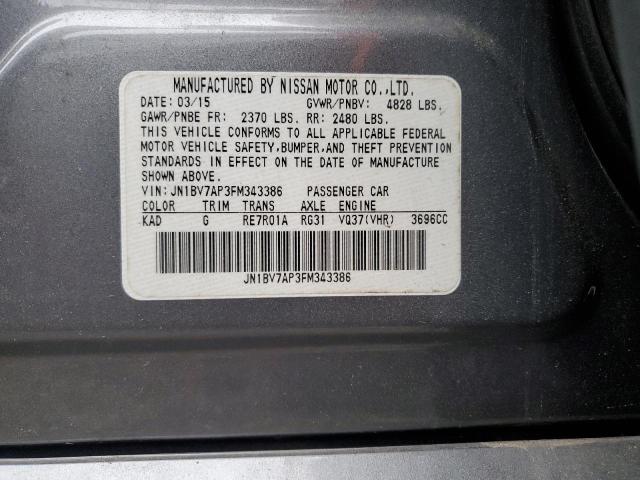 MANUFACTURED BY NISSAN MOTOR CO.,LTD.
DATE: 03/15 GVWR/PNBV: 4828 LBS.
GAWR/PNBE FR: 2370 LBS. RR: 2480 LBS.
THIS VEHICLE CONFORMS TO ALL APPLICABLE FEDERAL
MOTOR VEHICLE SAFETY,BUMPER,AND THEFT PREVENTION
STANDARDS IN EFFECT ON THE DATE OF MANUFACTURE
SHOWN ABOVE.
VIN:JN1BV7AP3FM343386 PASSENGER CAR
COLOR TRIM TRANS AXLE ENGINE
KAD G RE7R01A RG31 VQ37(VHR) 3696CC
JN1BV7AP3FM343386